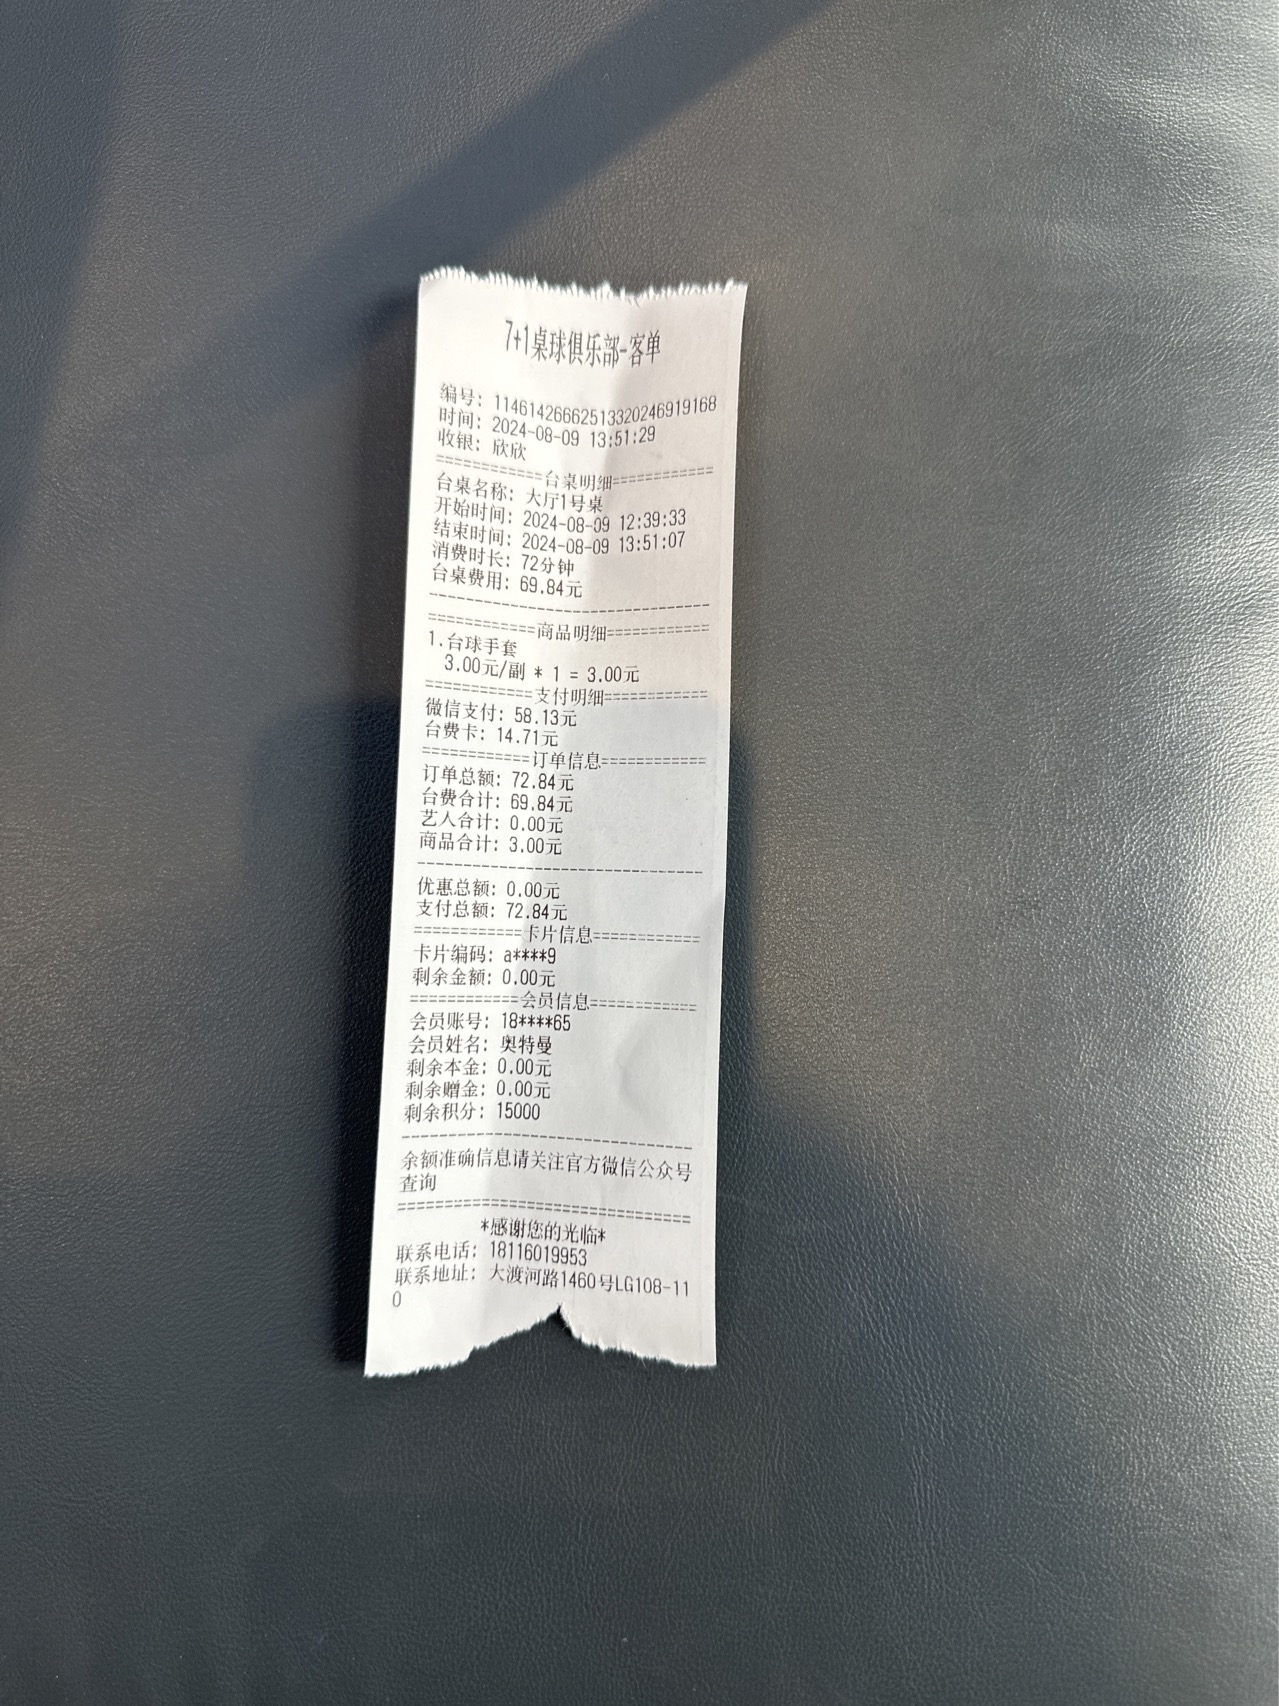 7+1桌球俱乐部-客单
编号: 1146142666251332024691​9168
时间: 2024-08-09 13:51:29
收银: 欣欣
============台桌明细============
台桌名称: 大厅1号桌
开始时间: 2024-08-09 12:39:33
结束时间: 2024-08-09 13:51:07
消费时长: 72分钟
台桌费用: 69.84元
--------------------------------
============商品明细============
1.台球手套
3.00元/副 * 1 = 3.00元
============支付明细============
微信支付: 58.13元
台费卡: 14.71元
============订单信息============
订单总额: 72.84元
台费合计: 69.84元
艺人合计: 0.00元
商品合计: 3.00元
--------------------------------
优惠总额: 0.00元
支付总额: 72.84元
============卡片信息============
卡片编码: a****9
剩余金额: 0.00元
============会员信息============
会员账号: 18****65
会员姓名: 奥特曼
剩余本金: 0.00元
剩余赠金: 0.00元
剩余积分: 15000
--------------------------------
余额准确信息请关注官方微信公众号
查询
================================
*感谢您的光临*
联系电话: 18116019953
联系地址: 大渡河路1460号LG108-11
0